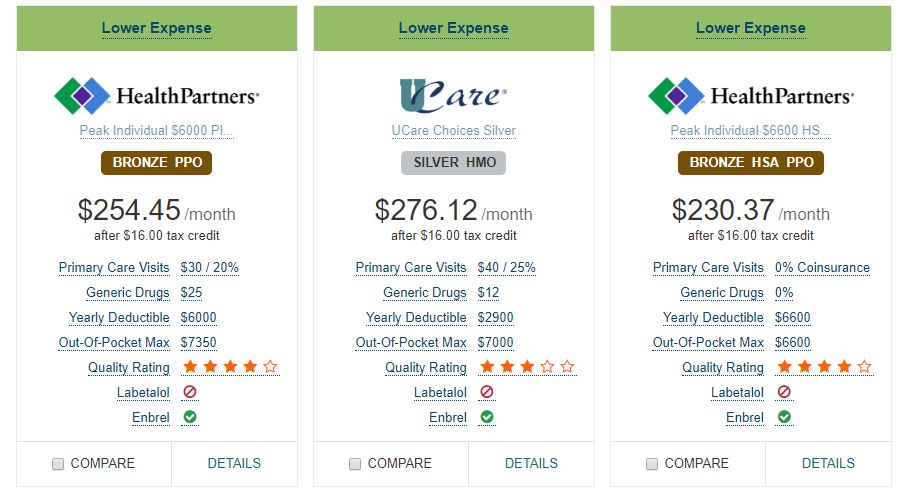 Lower Expense
HealthPartners®
Peak Individual $6000 Pl...
BRONZE PPO
$254.45 /month
after $16.00 tax credit
Primary Care Visits $30 / 20%
Generic Drugs $25
Yearly Deductible $6000
Out-Of-Pocket Max $7350
Quality Rating
Labetalol
Enbrel
COMPARE DETAILS
Lower Expense
UCare®
UCare Choices Silver
SILVER HMO
$276.12 /month
after $16.00 tax credit
Primary Care Visits $40 / 25%
Generic Drugs $12
Yearly Deductible $2900
Out-Of-Pocket Max $7000
Quality Rating
Labetalol
Enbrel
COMPARE DETAILS
Lower Expense
HealthPartners®
Peak Individual $6600 HS...
BRONZE HSA PPO
$230.37 /month
after $16.00 tax credit
Primary Care Visits 0% Coinsurance
Generic Drugs 0%
Yearly Deductible $6600
Out-Of-Pocket Max $6600
Quality Rating
Labetalol
Enbrel
COMPARE DETAILS